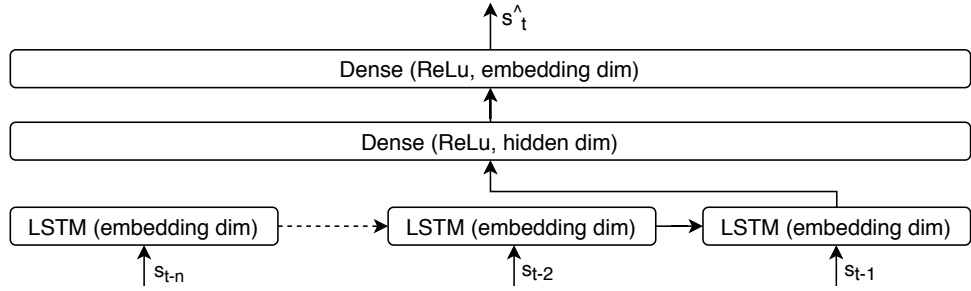 s^t
Dense (ReLu, embedding dim)
Dense (ReLu, hidden dim)
LSTM (embedding dim) LSTM (embedding dim) LSTM (embedding dim)
st-n st-2 st-1